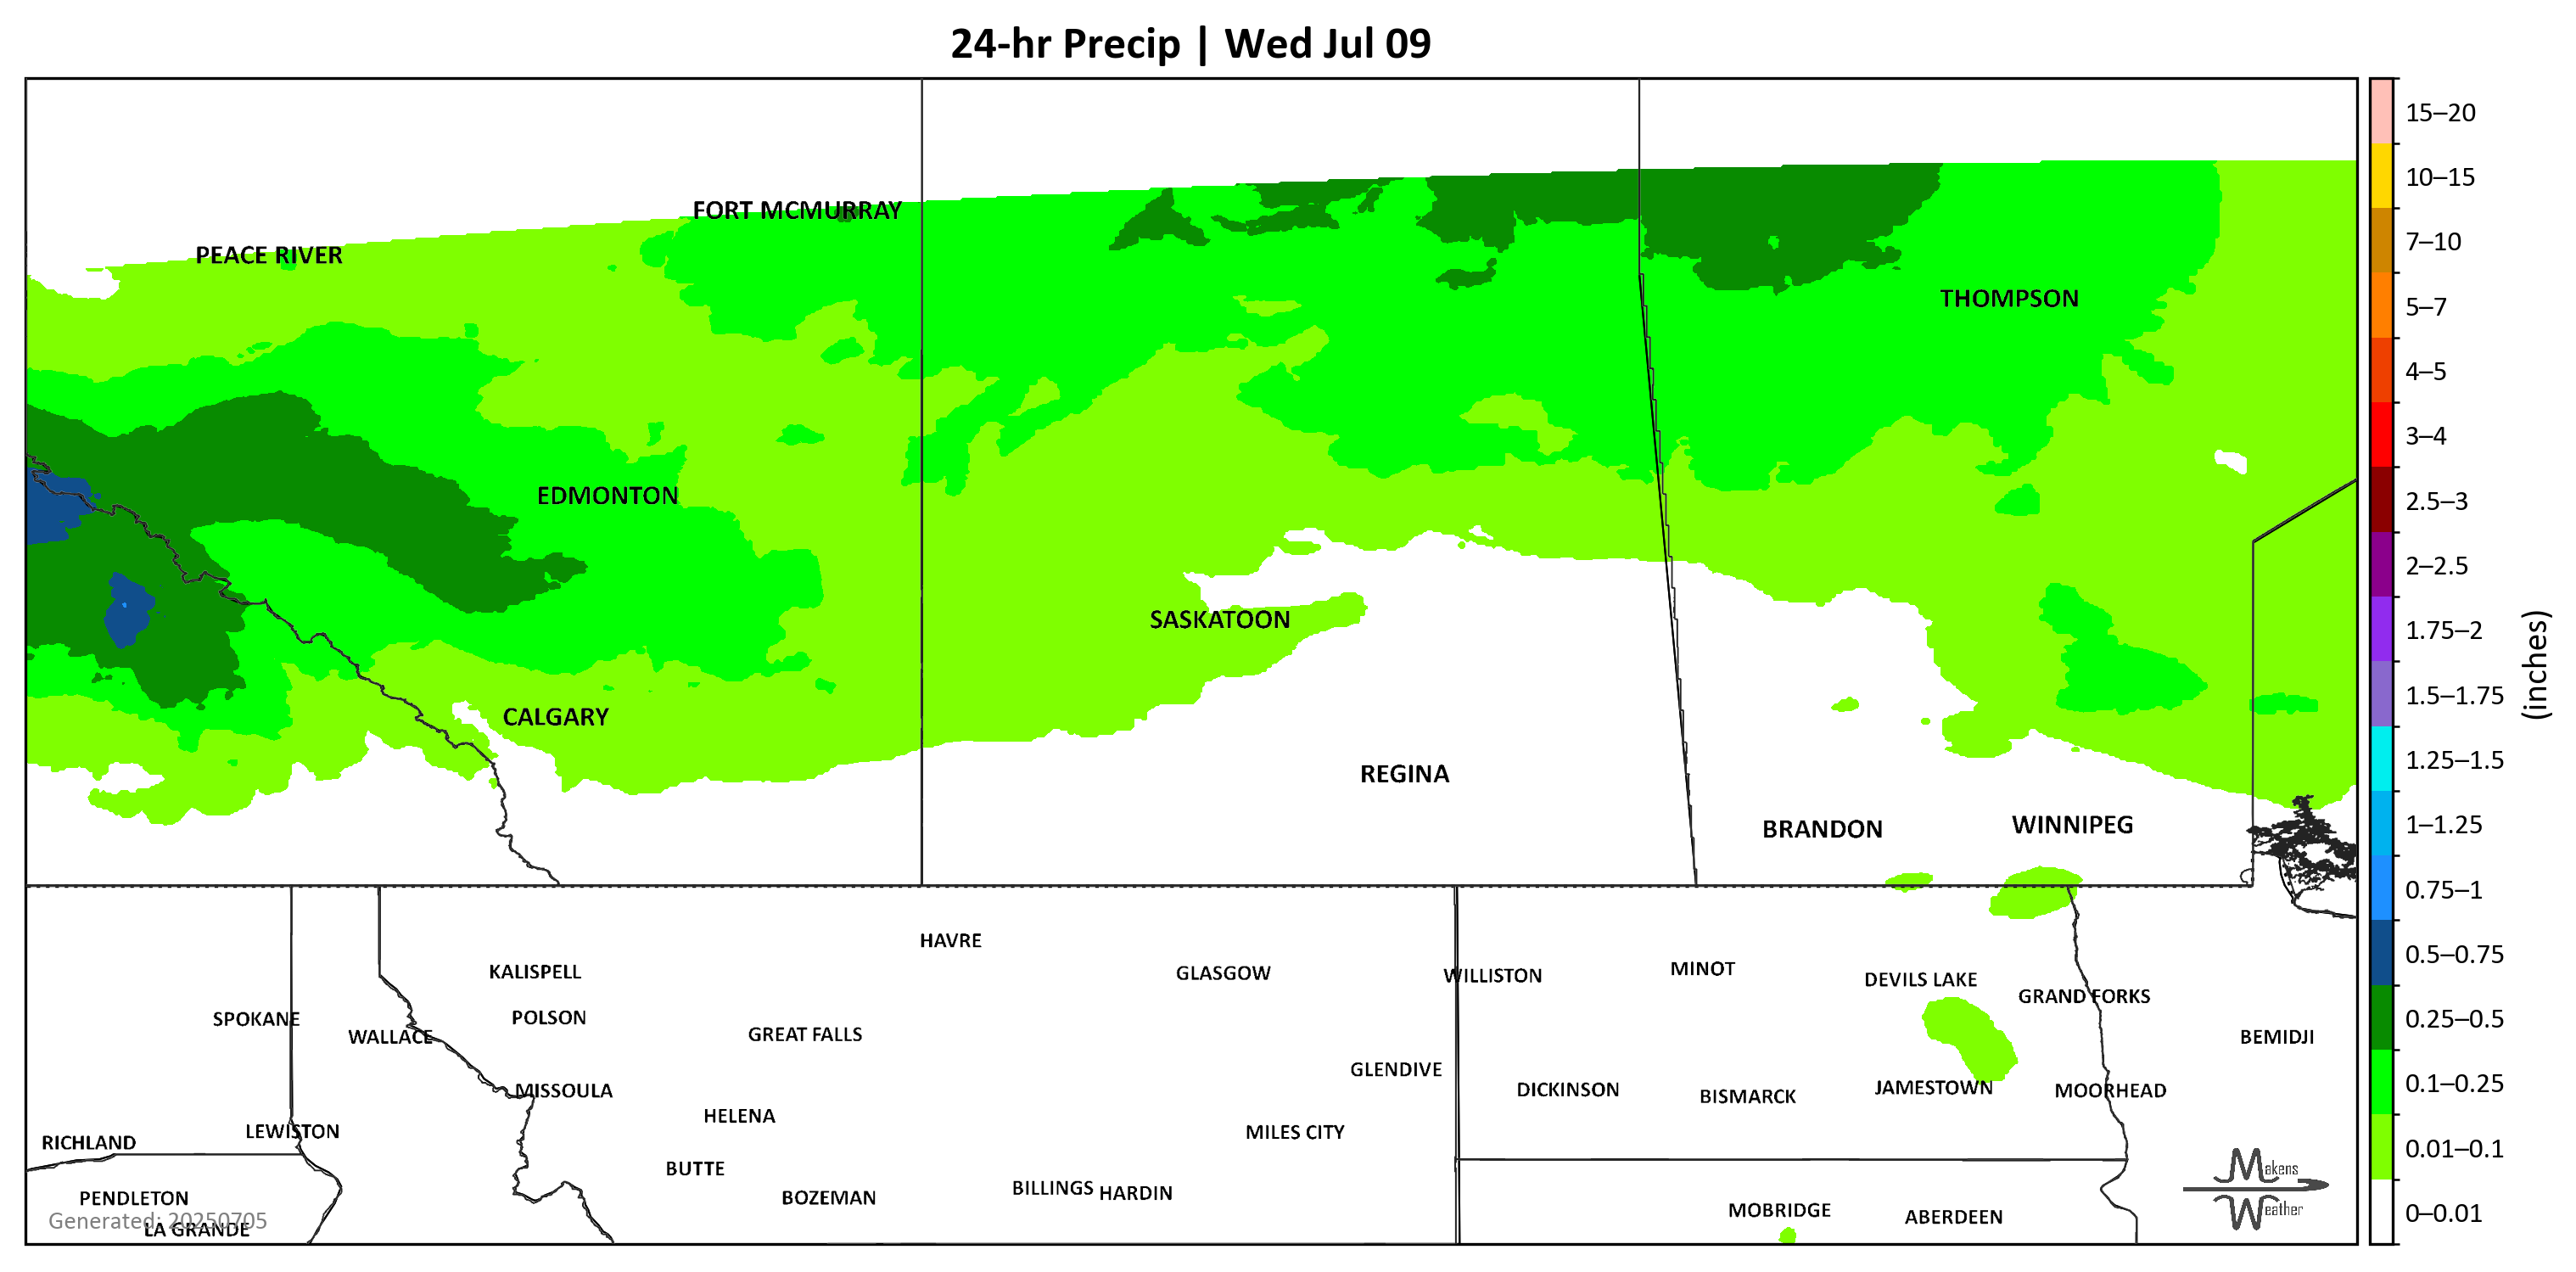 24-hr Precip | Wed Jul 09
FORT MCMURRAY
PEACE RIVER
THOMPSON
EDMONTON
SASKATOON
CALGARY
REGINA
BRANDON
WINNIPEG
HAVRE
KALISPELL
GLASGOW
WILLISTON
MINOT
DEVILS LAKE
GRAND FORKS
SPOKANE
WALLACE
POLSON
GREAT FALLS
BEMIDJI
GLENDIVE
MISSOULA
DICKINSON
BISMARCK
JAMESTOWN
MOORHEAD
HELENA
LEWISTON
MILES CITY
RICHLAND
BUTTE
PENDLETON
BOZEMAN
BILLINGS
HARDIN
MOBRIDGE
ABERDEEN
Generated: 20250705
LA GRANDE
Makens
Weather
15–20
10–15
7–10
5–7
4–5
3–4
2.5–3
2–2.5
1.75–2
1.5–1.75
1.25–1.5
1–1.25
0.75–1
0.5–0.75
0.25–0.5
0.1–0.25
0.01–0.1
0–0.01
(inches)